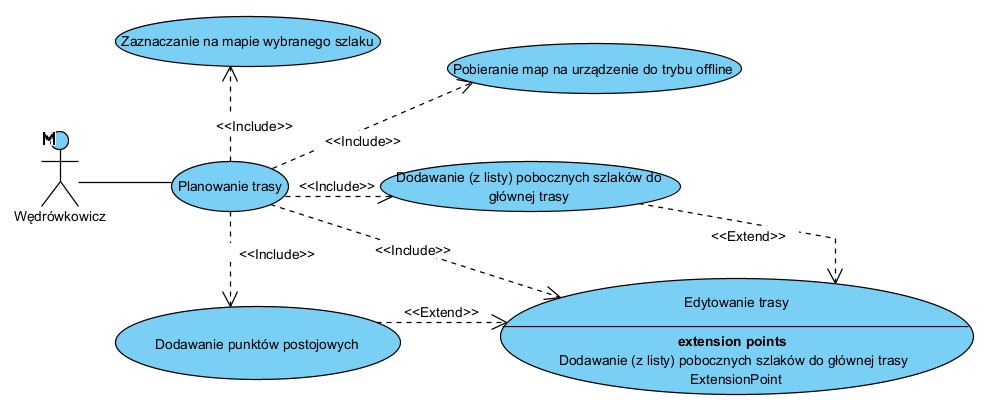 Zaznaczanie na mapie wybranego szlaku
Pobieranie map na urządzenie do trybu offline
<<Include>>
<<Include>>
M
Wędrówkowicz
Planowanie trasy
<<Include>>
Dodawanie (z listy) pobocznych szlaków do
głównej trasy
<<Include>>
<<Include>>
<<Extend>>
Dodawanie punktów postojowych
<<Extend>>
Edytowanie trasy
extension points
Dodawanie (z listy) pobocznych szlaków do głównej trasy
ExtensionPoint